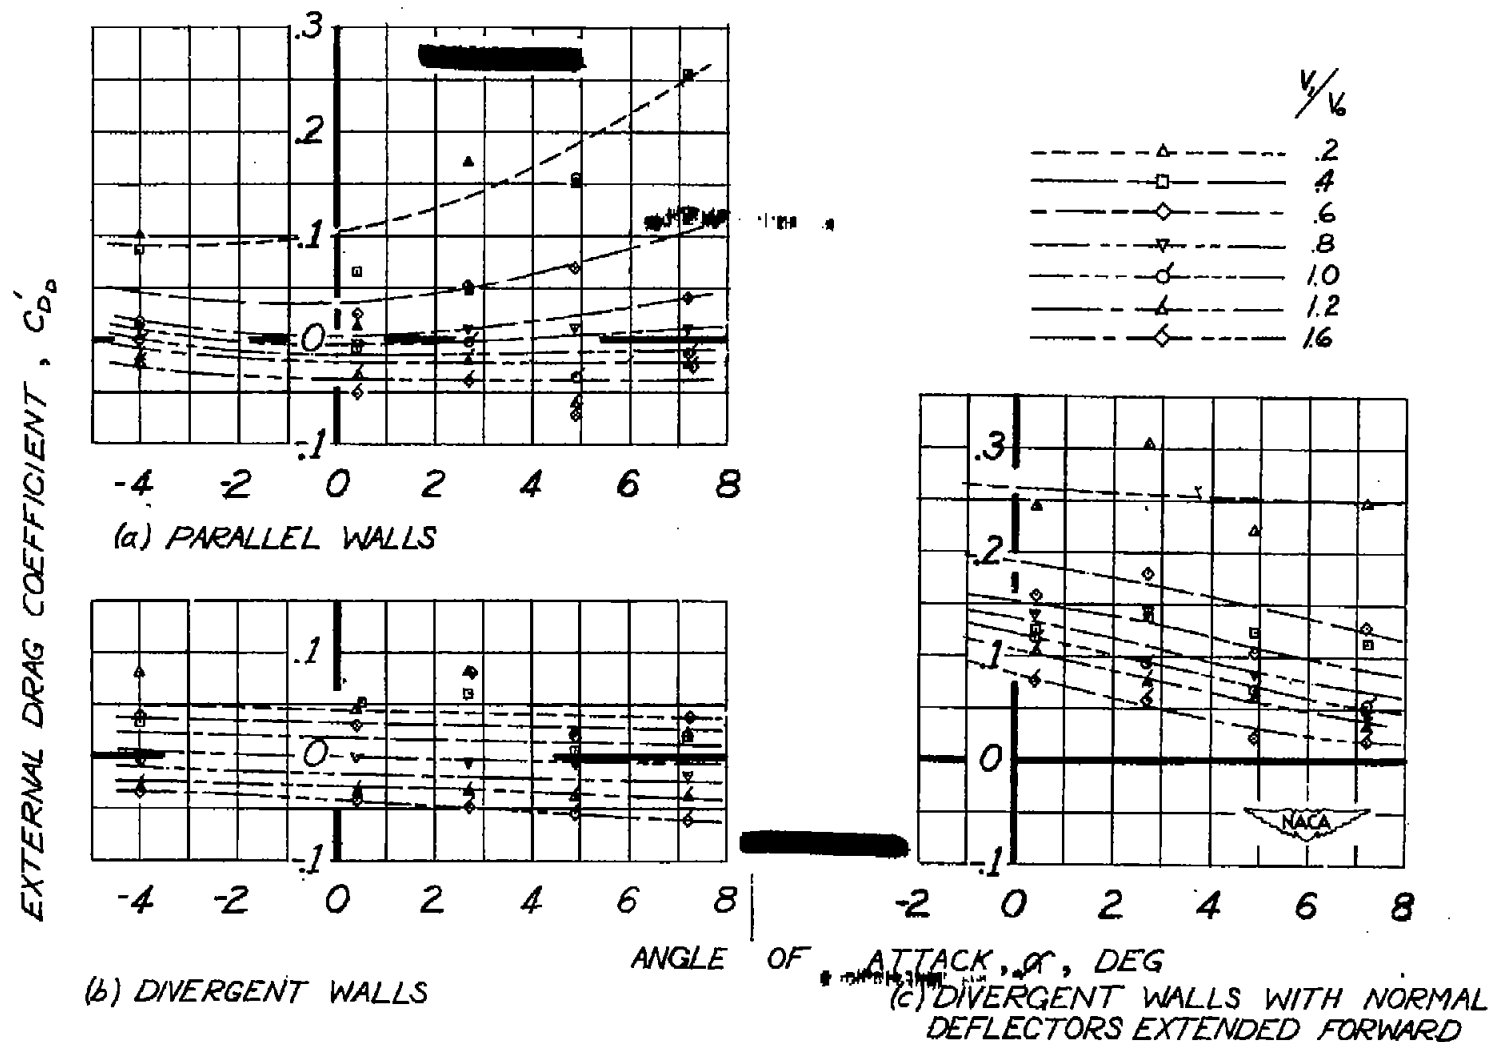 EXTERNAL DRAG COEFFICIENT, C'DD
.3
.2
.1
0
-.1
-4 -2 0 2 4 6 8
(a) PARALLEL WALLS
V1/V0
.2
.4
.6
.8
1.0
1.2
1.6
.1
0
-.1
-4 -2 0 2 4 6 8
(b) DIVERGENT WALLS
.3
.2
.1
0
-.1
NACA
-2 0 2 4 6 8
ANGLE OF ATTACK, α, DEG
(c) DIVERGENT WALLS WITH NORMAL
DEFLECTORS EXTENDED FORWARD